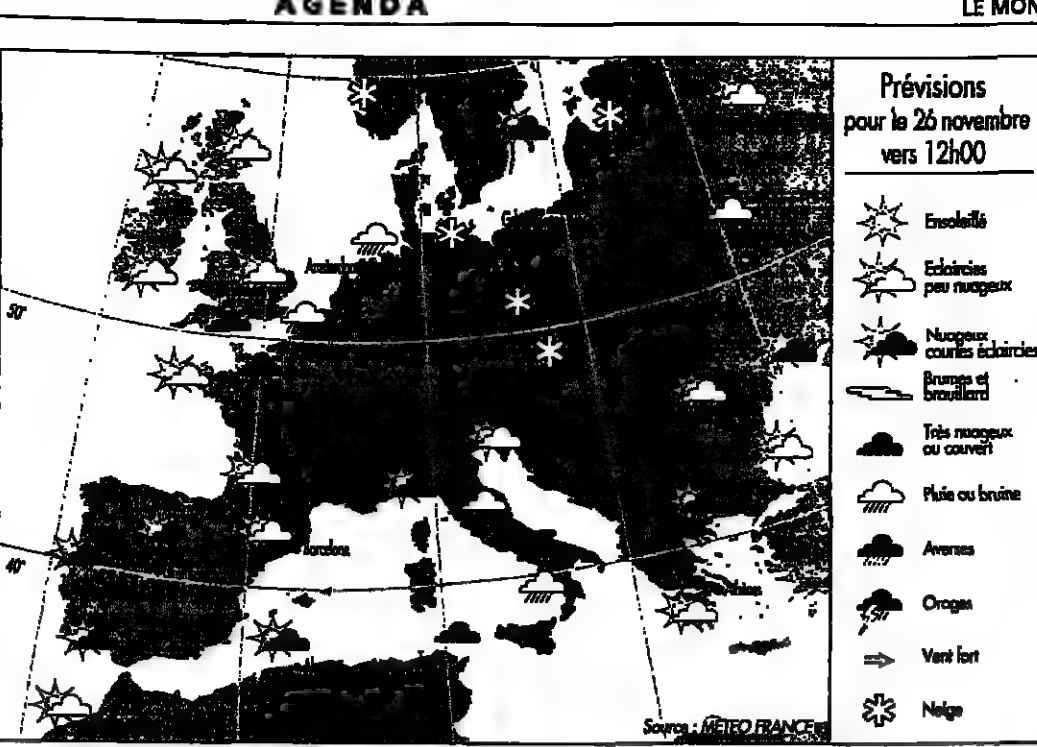 AGENDA
LE MON
Prévisions
pour le 26 novembre
vers 12h00
Ensoleillé
Eclaircies
peu nuageux
Nuageux
courtes éclaircies
Brumes et
brouillard
Très nuageux
ou couvert
Pluie ou bruine
Averses
Orages
Vent fort
Neige
Amsterdam
50°
Barcelone
40°
Athènes
Source : METEO FRANCE